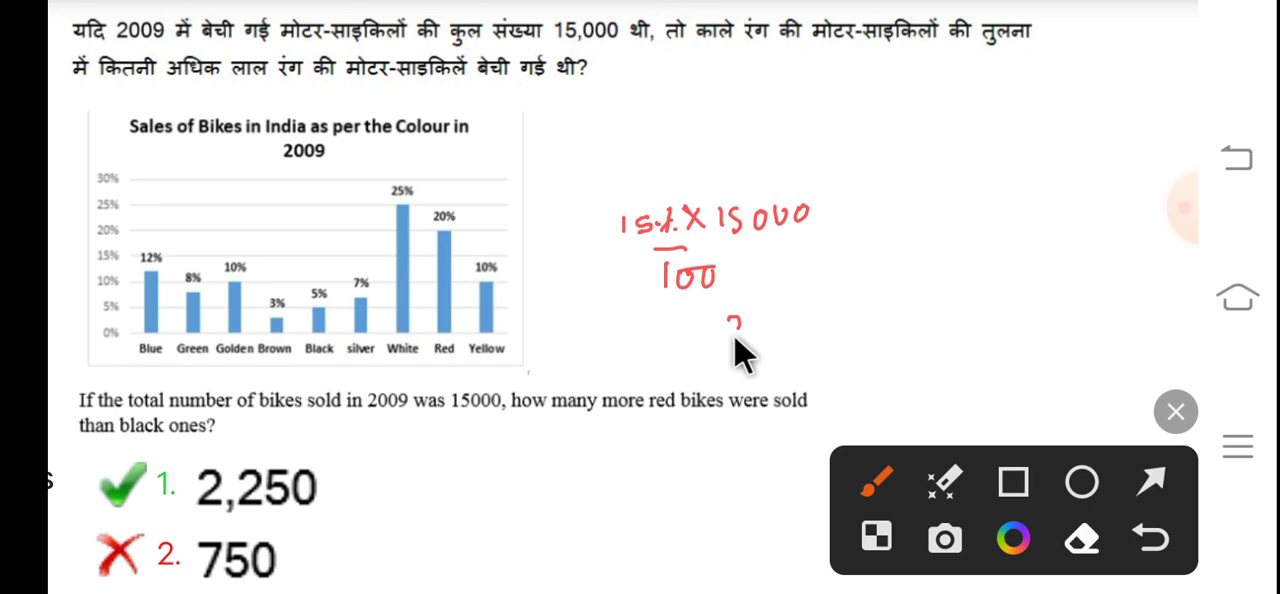 यदि 2009 में बेची गई मोटर-साइकिलों की कुल संख्या 15,000 थी, तो काले रंग की मोटर-साइकिलों की तुलना
में कितनी अधिक लाल रंग की मोटर-साइकिलें बेची गई थी?
Sales of Bikes in India as per the Colour in
2009
30%
25%
20%
15%
10%
5%
0%
12%
8%
10%
3%
5%
7%
25%
20%
10%
Blue Green Golden Brown Black silver White Red Yellow
15% X 15000
100
If the total number of bikes sold in 2009 was 15000, how many more red bikes were sold
than black ones?
1. 2,250
2. 750